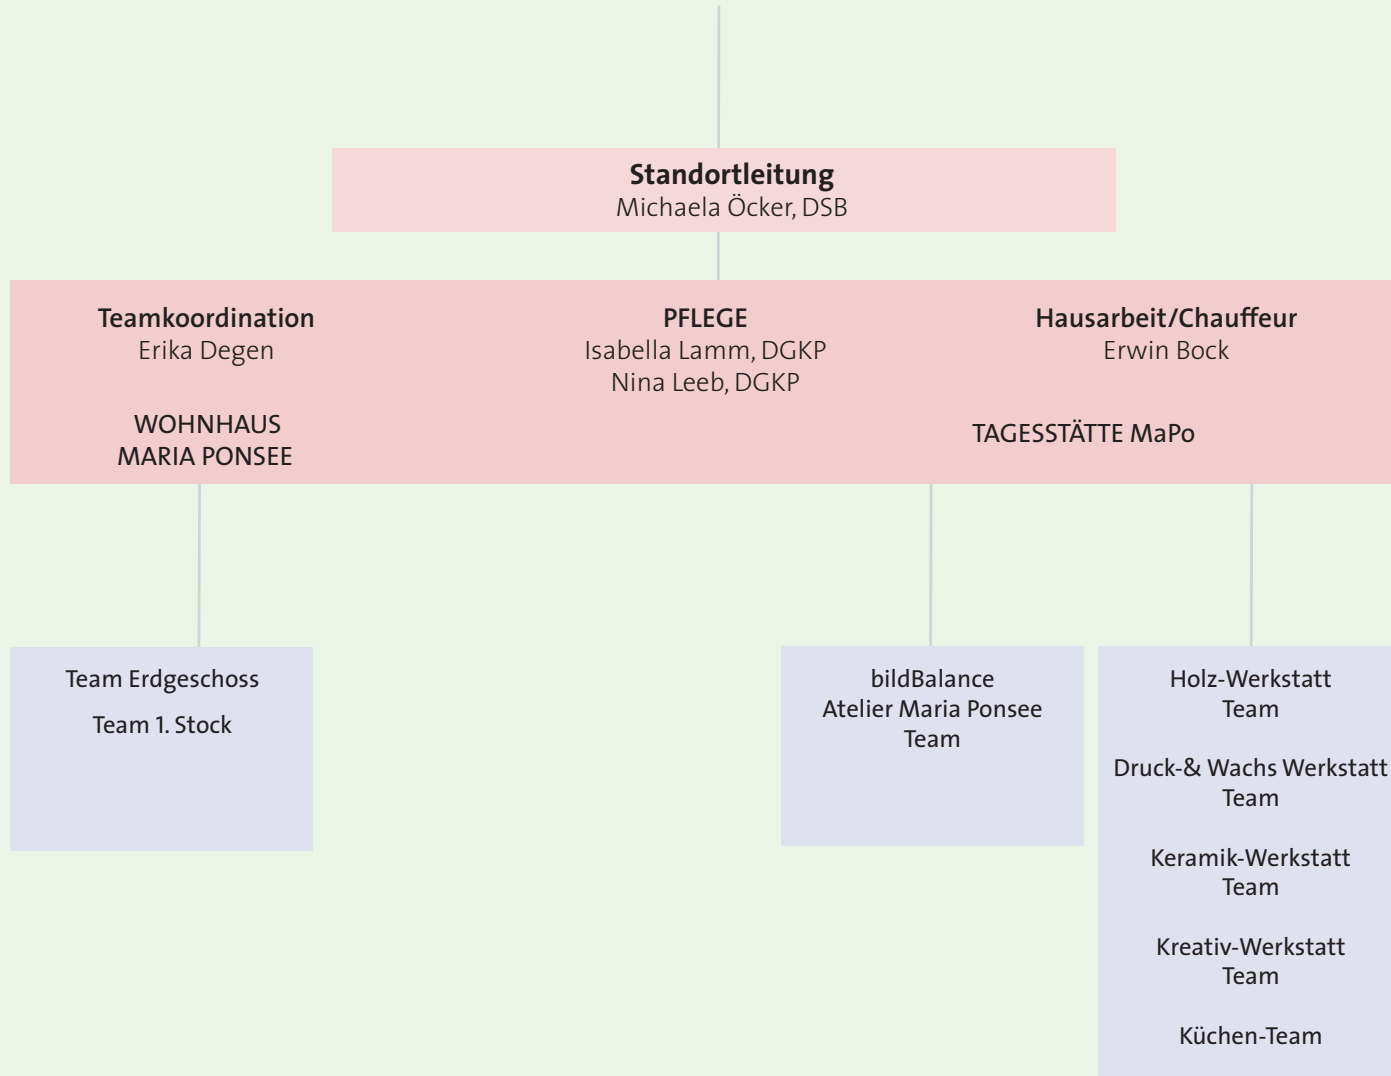 Standortleitung
Michaela Öcker, DSB
Teamkoordination
Erika Degen
WOHNHAUS
MARIA PONSEE
PFLEGE
Isabella Lamm, DGKP
Nina Leeb, DGKP
Hausarbeit/Chauffeur
Erwin Bock
TAGESSTÄTTE MaPo
Team Erdgeschoss
Team 1. Stock
bildBalance
Atelier Maria Ponsee
Team
Holz-Werkstatt
Team
Druck-& Wachs Werkstatt
Team
Keramik-Werkstatt
Team
Kreativ-Werkstatt
Team
Küchen-Team